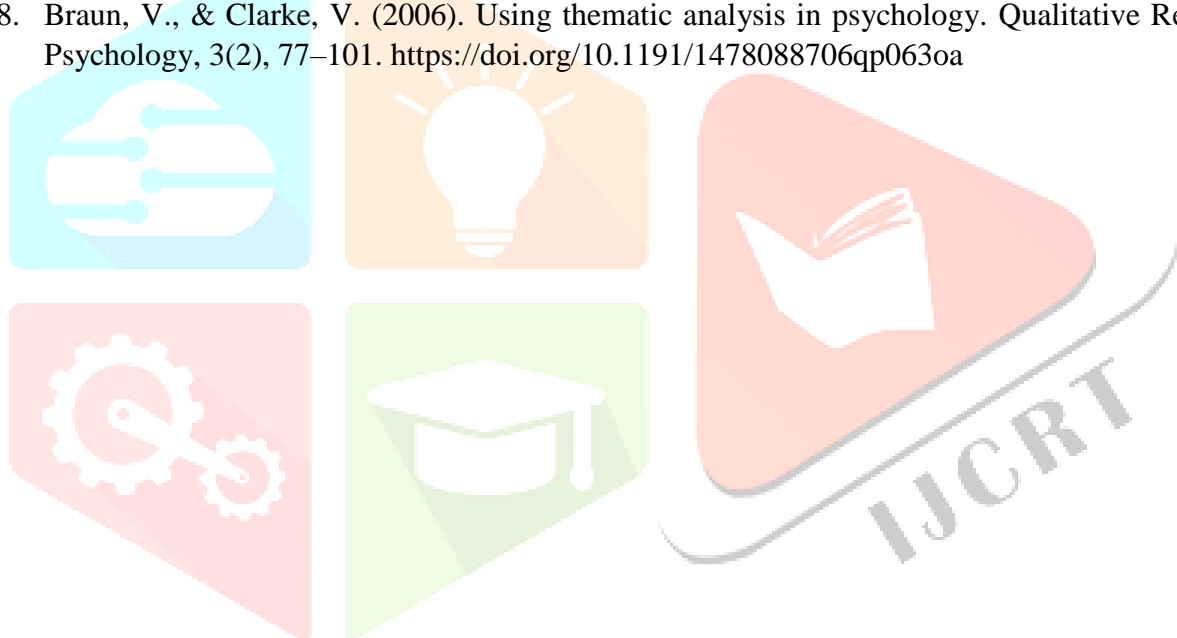 8. Braun, V., & Clarke, V. (2006). Using thematic analysis in psychology. Qualitative Re
Psychology, 3(2), 77–101. https://doi.org/10.1191/1478088706qp063oa
IJCRT